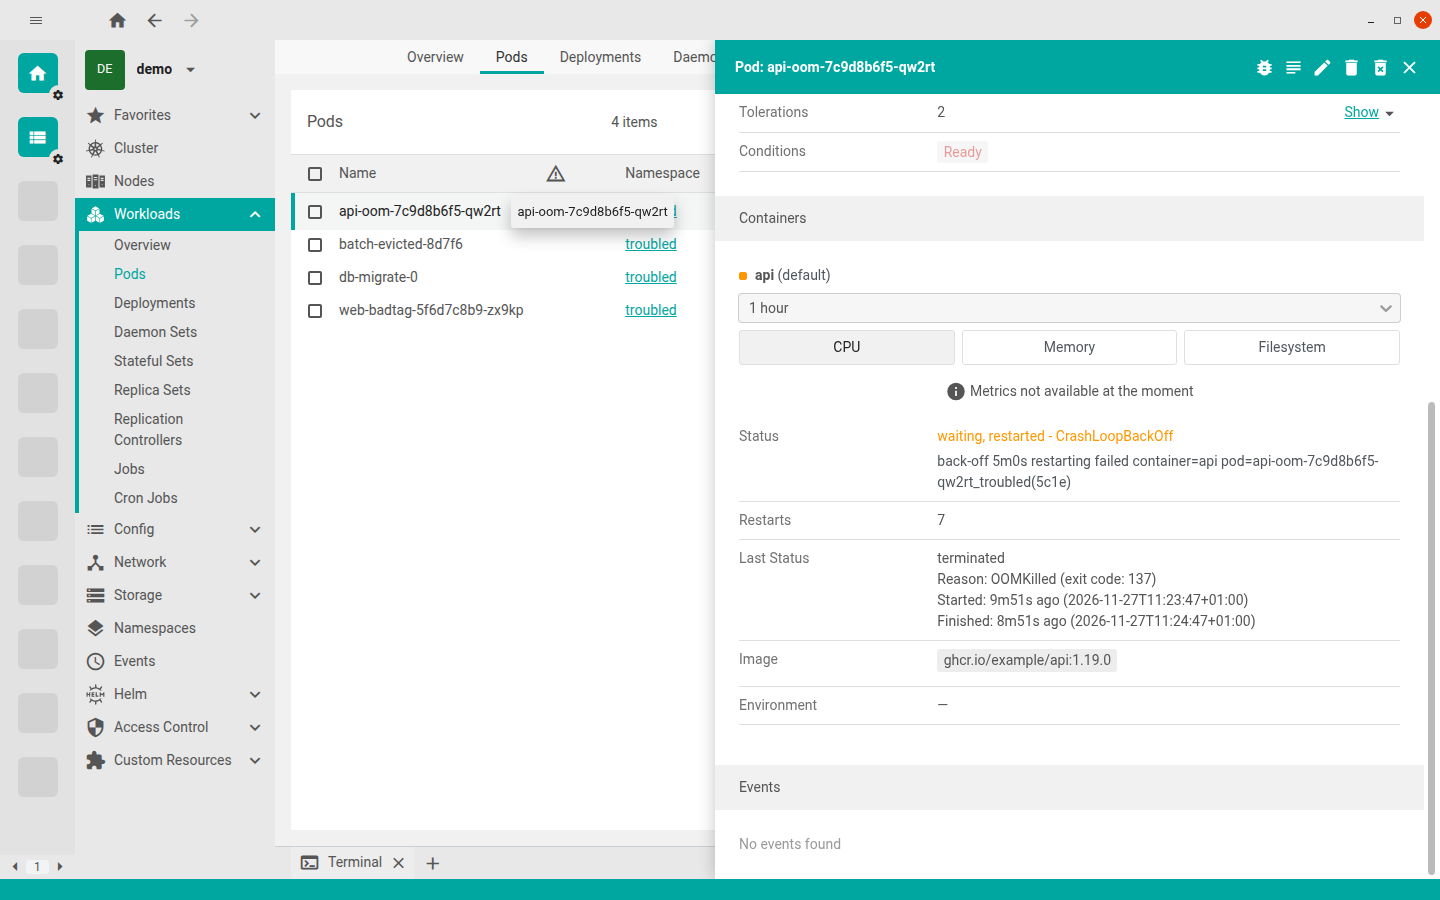 DE
demo
Favorites
Cluster
Nodes
Workloads
Overview
Pods
Deployments
Daemon Sets
Stateful Sets
Replica Sets
Replication
Controllers
Jobs
Cron Jobs
Config
Network
Storage
Namespaces
Events
HELM Helm
Access Control
Custom Resources
1
Overview Pods Deployments Daemo
Pods 4 items
Name Namespace
api-oom-7c9d8b6f5-qw2rt api-oom-7c9d8b6f5-qw2rt
batch-evicted-8d7f6 troubled
db-migrate-0 troubled
web-badtag-5f6d7c8b9-zx9kp troubled
Terminal
Pod: api-oom-7c9d8b6f5-qw2rt
Tolerations 2 Show
Conditions Ready
Containers
api (default)
1 hour
CPU Memory Filesystem
Metrics not available at the moment
Status waiting, restarted - CrashLoopBackOff
back-off 5m0s restarting failed container=api pod=api-oom-7c9d8b6f5-
qw2rt_troubled(5c1e)
Restarts 7
Last Status terminated
Reason: OOMKilled (exit code: 137)
Started: 9m51s ago (2026-11-27T11:23:47+01:00)
Finished: 8m51s ago (2026-11-27T11:24:47+01:00)
Image ghcr.io/example/api:1.19.0
Environment —
Events
No events found